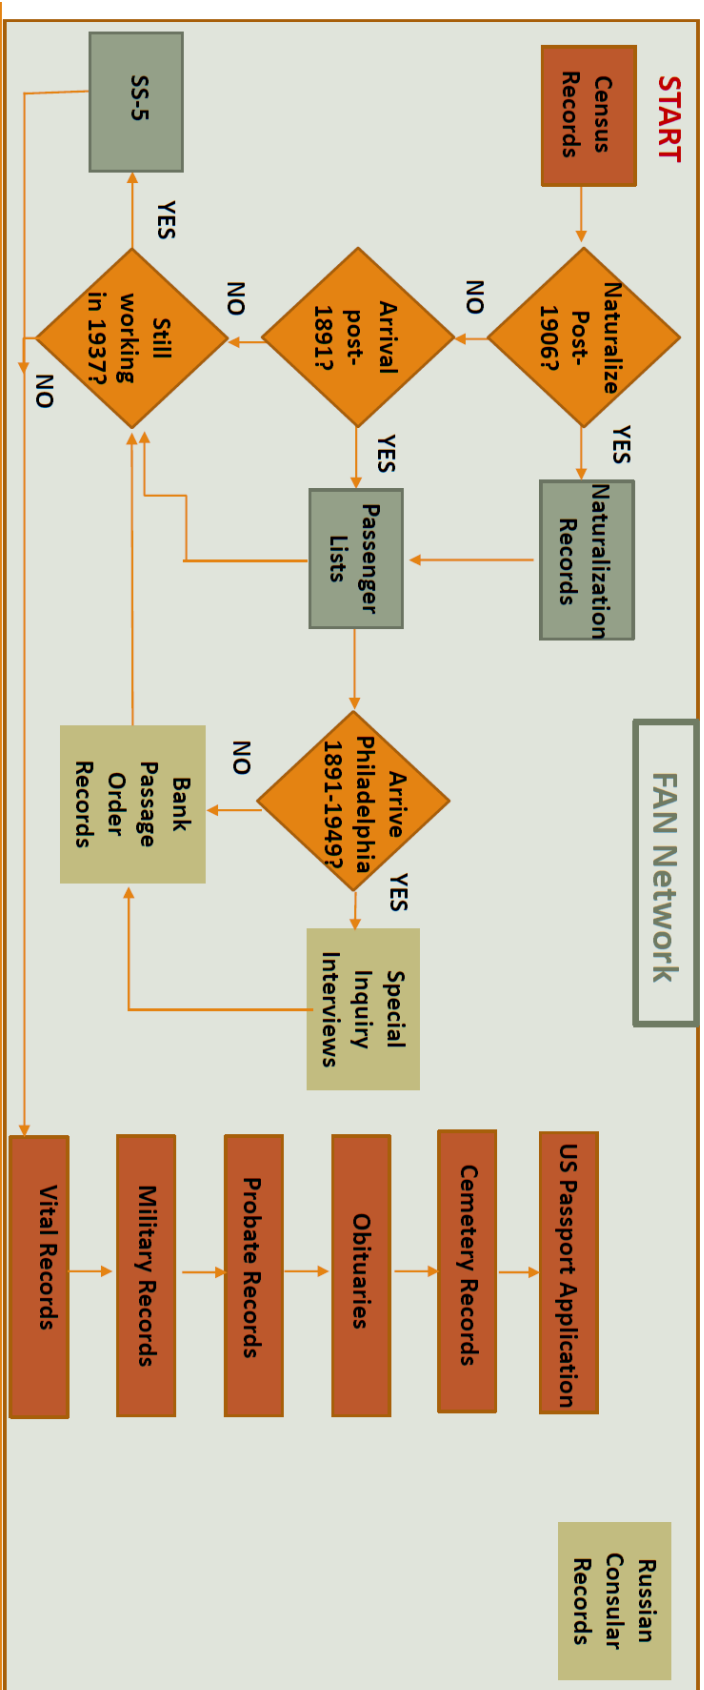 START
FAN Network
Census
Records
Naturalize
Post-
1906?
YES
Naturalization
Records
US Passport Application
Russian
Consular
Records
NO
Arrival
post-
1891?
YES
Passenger
Lists
Arrive
Philadelphia
1891-1949?
YES
Special
Inquiry
Interviews
Cemetery Records
Obituaries
NO
NO
Probate Records
YES
SS-5
Still
working
in 1937?
Bank
Passage
Order
Records
Military Records
NO
Vital Records